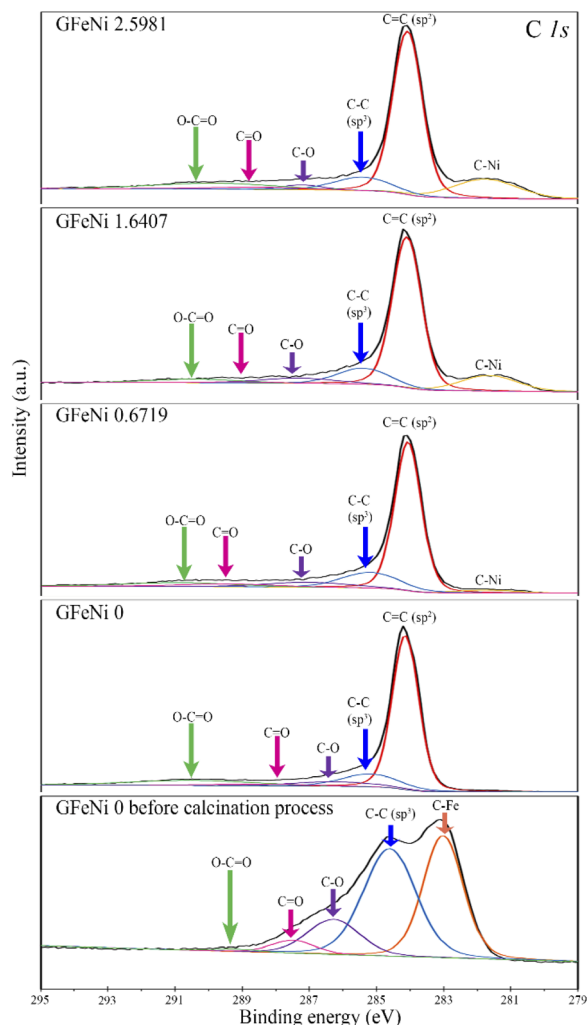 GFeNi 2.5981
C=C (sp²)
C 1s
O-C=O
C=O
C-O
C-C
(sp³)
C-Ni
GFeNi 1.6407
C=C (sp²)
O-C=O
C=O
C-O
C-C
(sp³)
C-Ni
Intensity (a.u.)
GFeNi 0.6719
C=C (sp²)
O-C=O
C=O
C-O
C-C
(sp³)
C-Ni
GFeNi 0
C=C (sp²)
O-C=O
C=O
C-O
C-C
(sp³)
GFeNi 0 before calcination process
C-C (sp³)
C-Fe
O-C=O
C=O
C-O
295 293 291 289 287 285 283 281 279
Binding energy (eV)